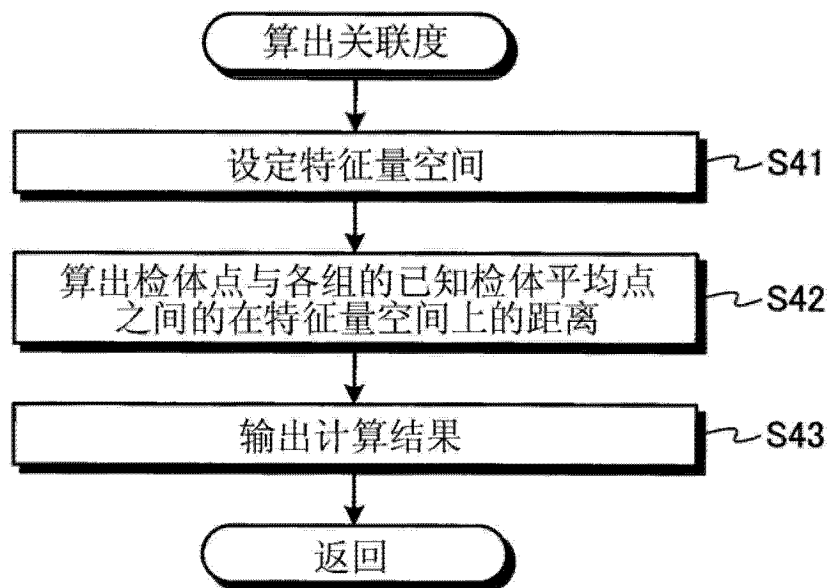 算出关联度
设定特征量空间
S41
算出检体点与各组的已知检体平均点
之间的在特征量空间上的距离
S42
输出计算结果
S43
返回